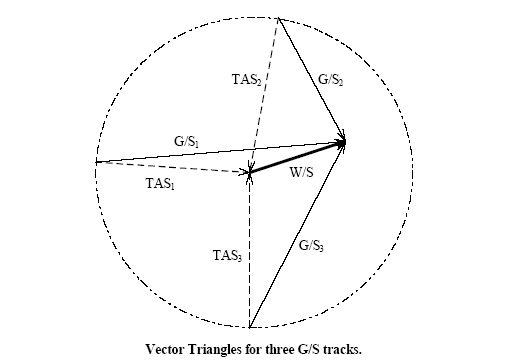 TAS₂
G/S₂
G/S₁
W/S
TAS₁
G/S₃
TAS₃
Vector Triangles for three G/S tracks.